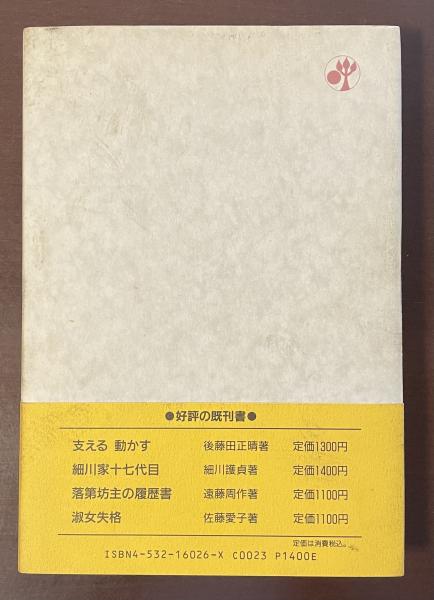 ●好評の既刊書●
支える 動かす 後藤田正晴著 定価1300円
細川家十七代目 細川護貞著 定価1400円
落第坊主の履歴書 遠藤周作著 定価1100円
淑女失格 佐藤愛子著 定価1100円
定価は消費税込。
ISBN4-532-16026-X C0023 P1400E